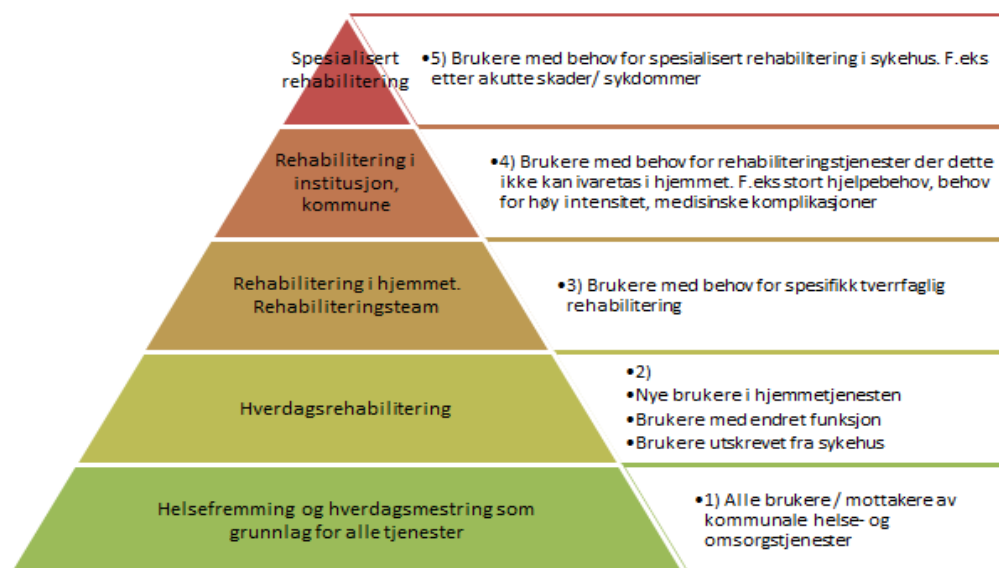 Spesialisert
rehabilitering
•5) Brukere med behov for spesialisert rehabilitering i sykehus. F.eks
etter akutte skader/ sykdommer
Rehabilitering i
institusjon,
kommune
•4) Brukere med behov for rehabiliteringstjenester der dette
ikke kan ivaretas i hjemmet. F.eks stort hjelpebehov, behov
for høy intensitet, medisinske komplikasjoner
Rehabilitering i hjemmet.
Rehabiliteringsteam
•3) Brukere med behov for spesifikk tverrfaglig
rehabilitering
Hverdagsrehabilitering
•2)
•Nye brukere i hjemmetjenesten
•Brukere med endret funksjon
•Brukere utskrevet fra sykehus
Helsefremming og hverdagsmestring som
grunnlag for alle tjenester
•1) Alle brukere / mottakere av
kommunale helse- og
omsorgstjenester